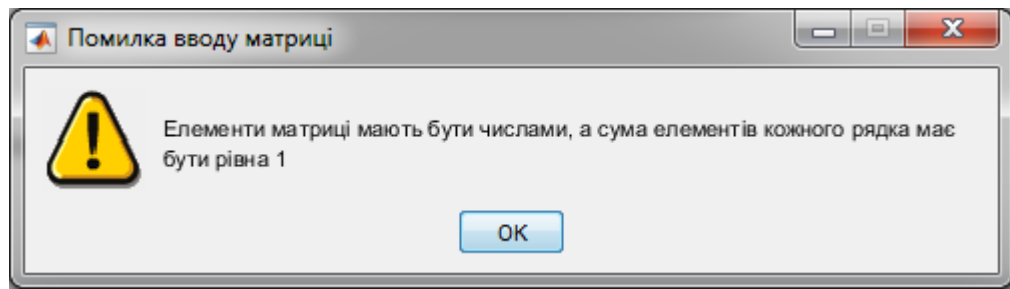 Помилка вводу матриці
Елементи матриці мають бути числами, а сума елементів кожного рядка має
бути рівна 1
OK